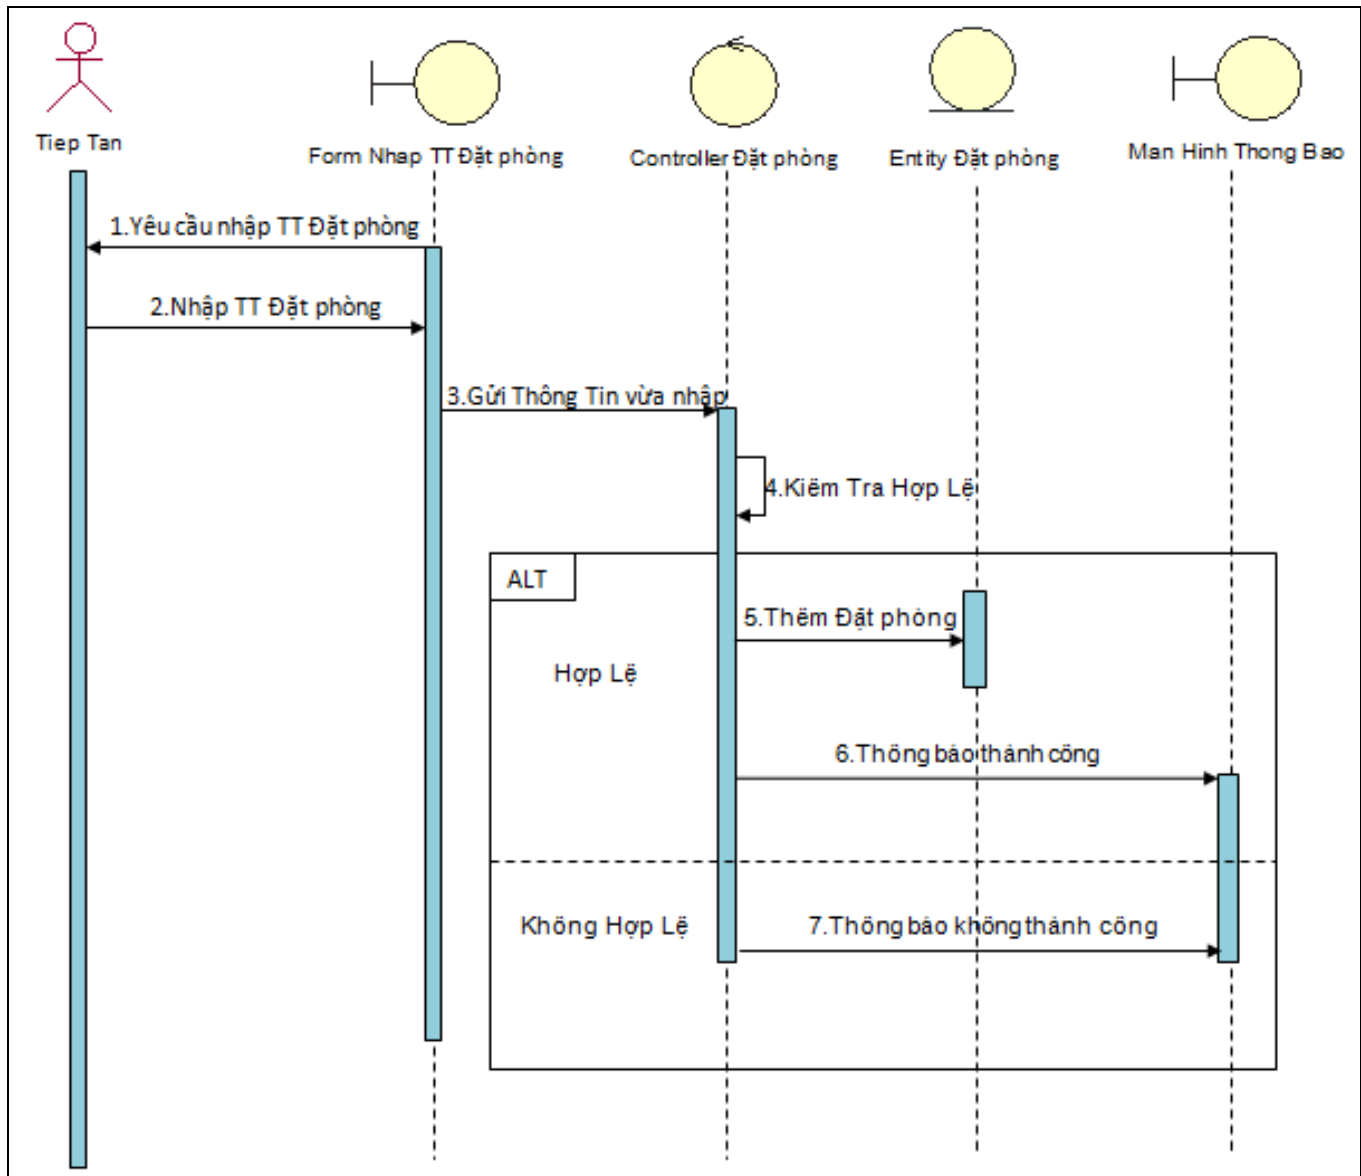 Tiep Tan
Form Nhap TT Đặt phòng
Controller Đặt phòng
Entity Đặt phòng
Man Hinh Thong Bao
1.Yêu cầu nhập TT Đặt phòng
2.Nhập TT Đặt phòng
3.Gửi Thông Tin vừa nhập
4.Kiểm Tra Hợp Lệ
ALT
5.Thêm Đặt phòng
Hợp Lệ
6.Thông báo thành công
Không Hợp Lệ
7.Thông báo không thành công